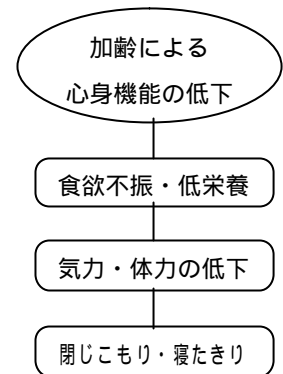 加齢による
心身機能の低下
食欲不振・低栄養
気力・体力の低下
閉じこもり・寝たきり